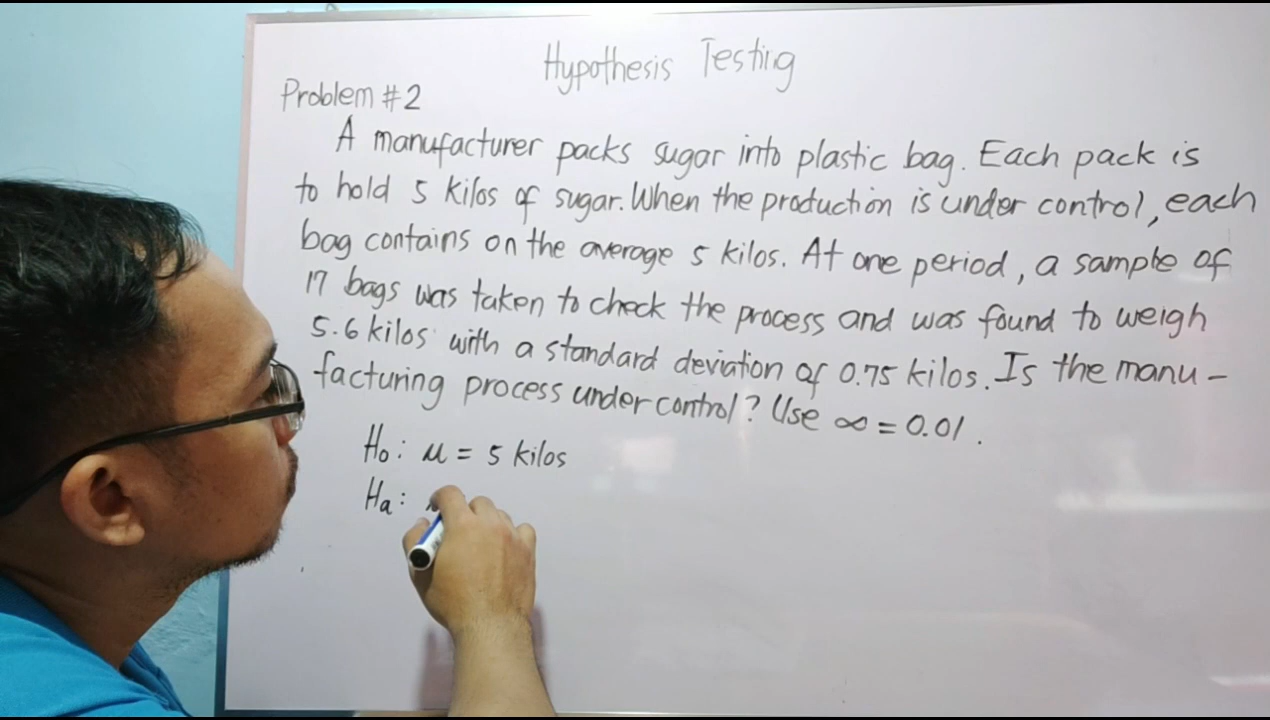 Hypothesis Testing
Problem #2
A manufacturer packs sugar into plastic bag. Each pack is
to hold 5 kilos of sugar. When the production is under control, each
bag contains on the average 5 kilos. At one period, a sample of
17 bags was taken to check the process and was found to weigh
5.6 kilos with a standard deviation of 0.75 kilos. Is the manu-
facturing process under control? Use ∞ = 0.01.
Ho: μ = 5 kilos
Ha: